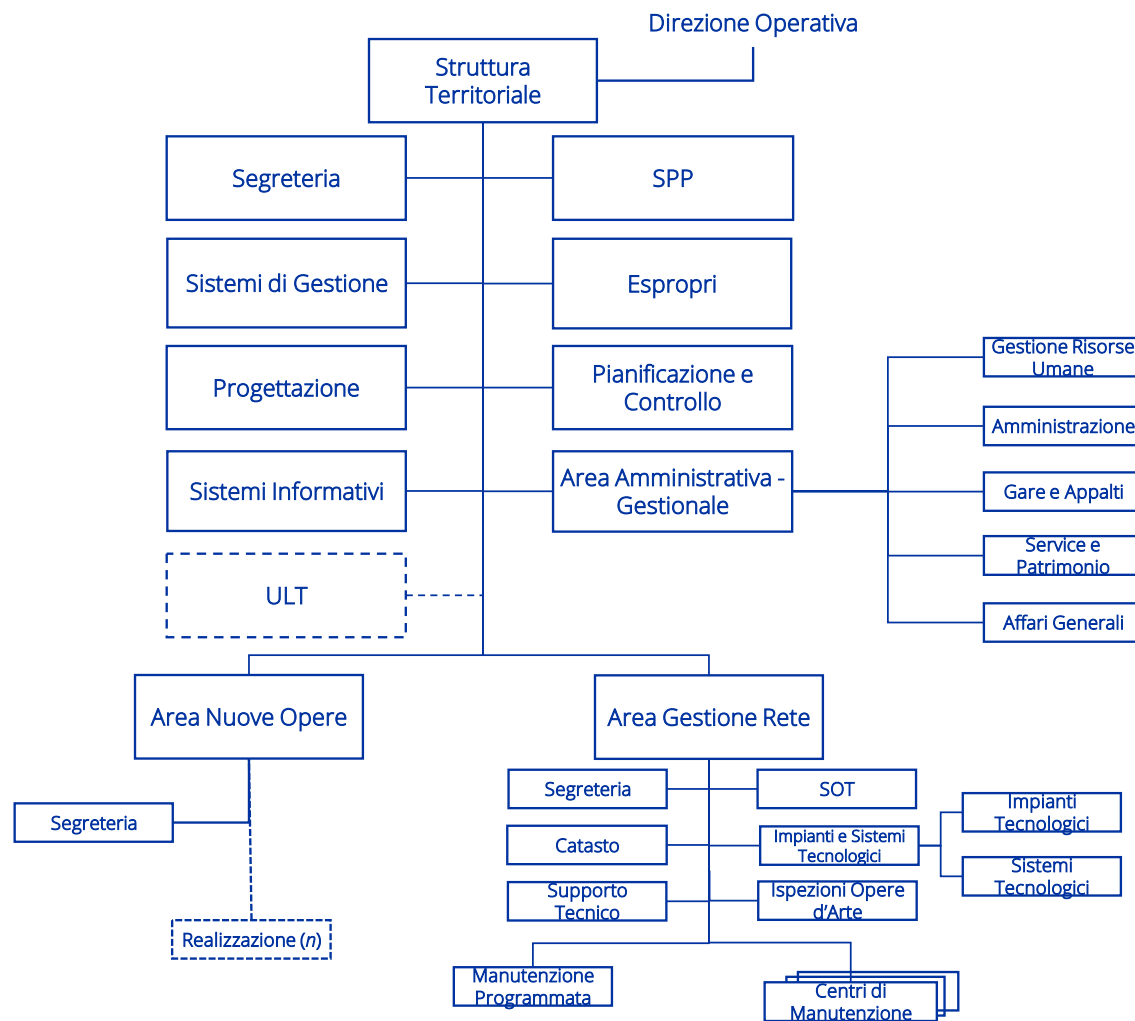 Direzione Operativa
Struttura
Territoriale
Segreteria
SPP
Sistemi di Gestione
Espropri
Progettazione
Pianificazione e
Controllo
Sistemi Informativi
Area Amministrativa -
Gestionale
Gestione Risorse
Umane
Amministrazione
Gare e Appalti
Service e
Patrimonio
Affari Generali
ULT
Area Nuove Opere
Area Gestione Rete
Segreteria
Realizzazione (n)
Segreteria
SOT
Catasto
Impianti e Sistemi
Tecnologici
Impianti
Tecnologici
Sistemi
Tecnologici
Supporto
Tecnico
Ispezioni Opere
d'Arte
Manutenzione
Programmata
Centri di
Manutenzione